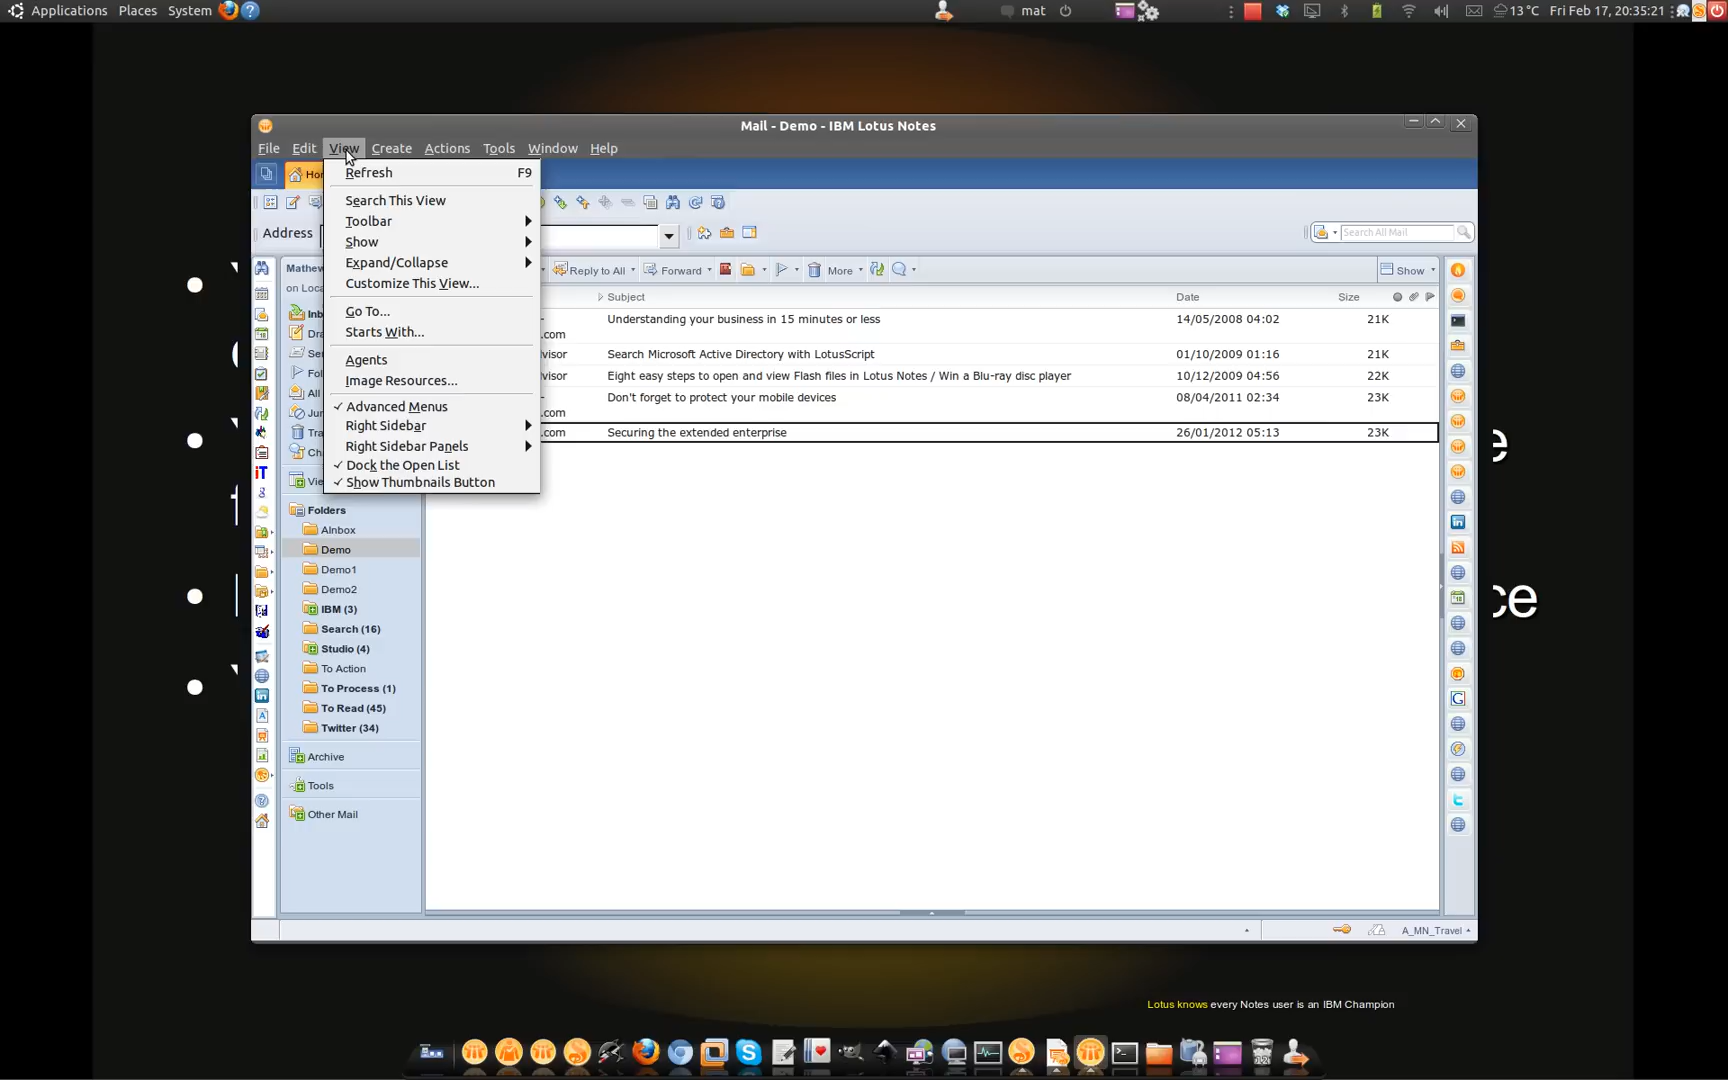 Applications Places System mat 13 °C Fri Feb 17, 20:35:21
Mail - Demo - IBM Lotus Notes
File Edit View Create Actions Tools Window Help
Refresh F9
Search This View
Toolbar
Show
Expand/Collapse
Customize This View...
Go To...
Starts With...
Agents
Image Resources...
Advanced Menus
Right Sidebar
Right Sidebar Panels
Dock the Open List
Show Thumbnails Button
Address
Search All Mail
Reply to All Forward More Show
Subject Date Size
Understanding your business in 15 minutes or less 14/05/2008 04:02 21K
.com
visor Search Microsoft Active Directory with LotusScript 01/10/2009 01:16 21K
visor Eight easy steps to open and view Flash files in Lotus Notes / Win a Blu-ray disc player 10/12/2009 04:56 22K
Don't forget to protect your mobile devices 08/04/2011 02:34 23K
.com
.com Securing the extended enterprise 26/01/2012 05:13 23K
Folders
AInbox
Demo
Demo1
Demo2
IBM (3)
Search (16)
Studio (4)
To Action
To Process (1)
To Read (45)
Twitter (34)
Archive
Tools
Other Mail
A_MN_Travel
Lotus knows every Notes user is an IBM Champion